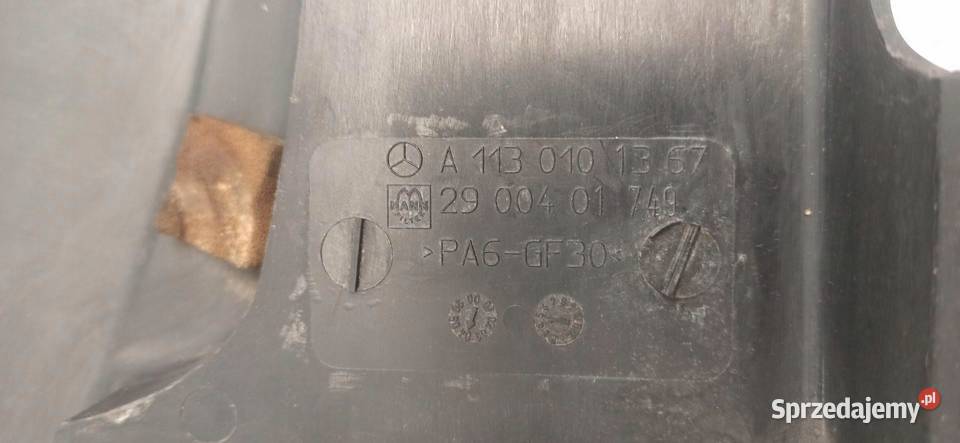 A 113 010 13 67
MANN
29 004 01 749
>PA6-GF30<
Sprzedajemy.pl